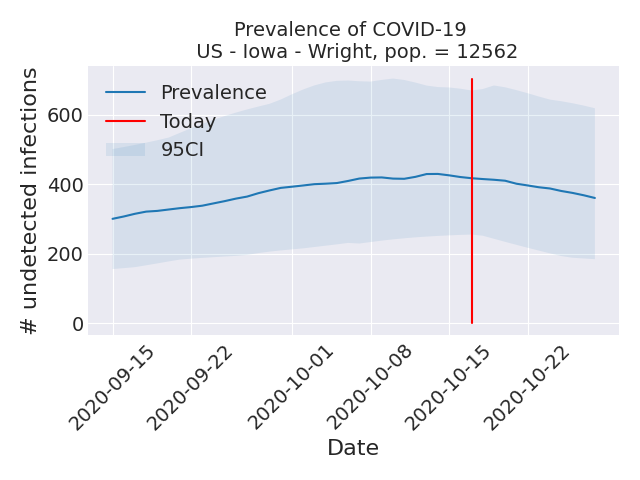 Prevalence of COVID-19
US - Iowa - Wright, pop. = 12562
# undetected infections
600
400
200
0
Prevalence
Today
95CI
2020-09-15
2020-09-22
2020-10-01
2020-10-08
2020-10-15
2020-10-22
Date